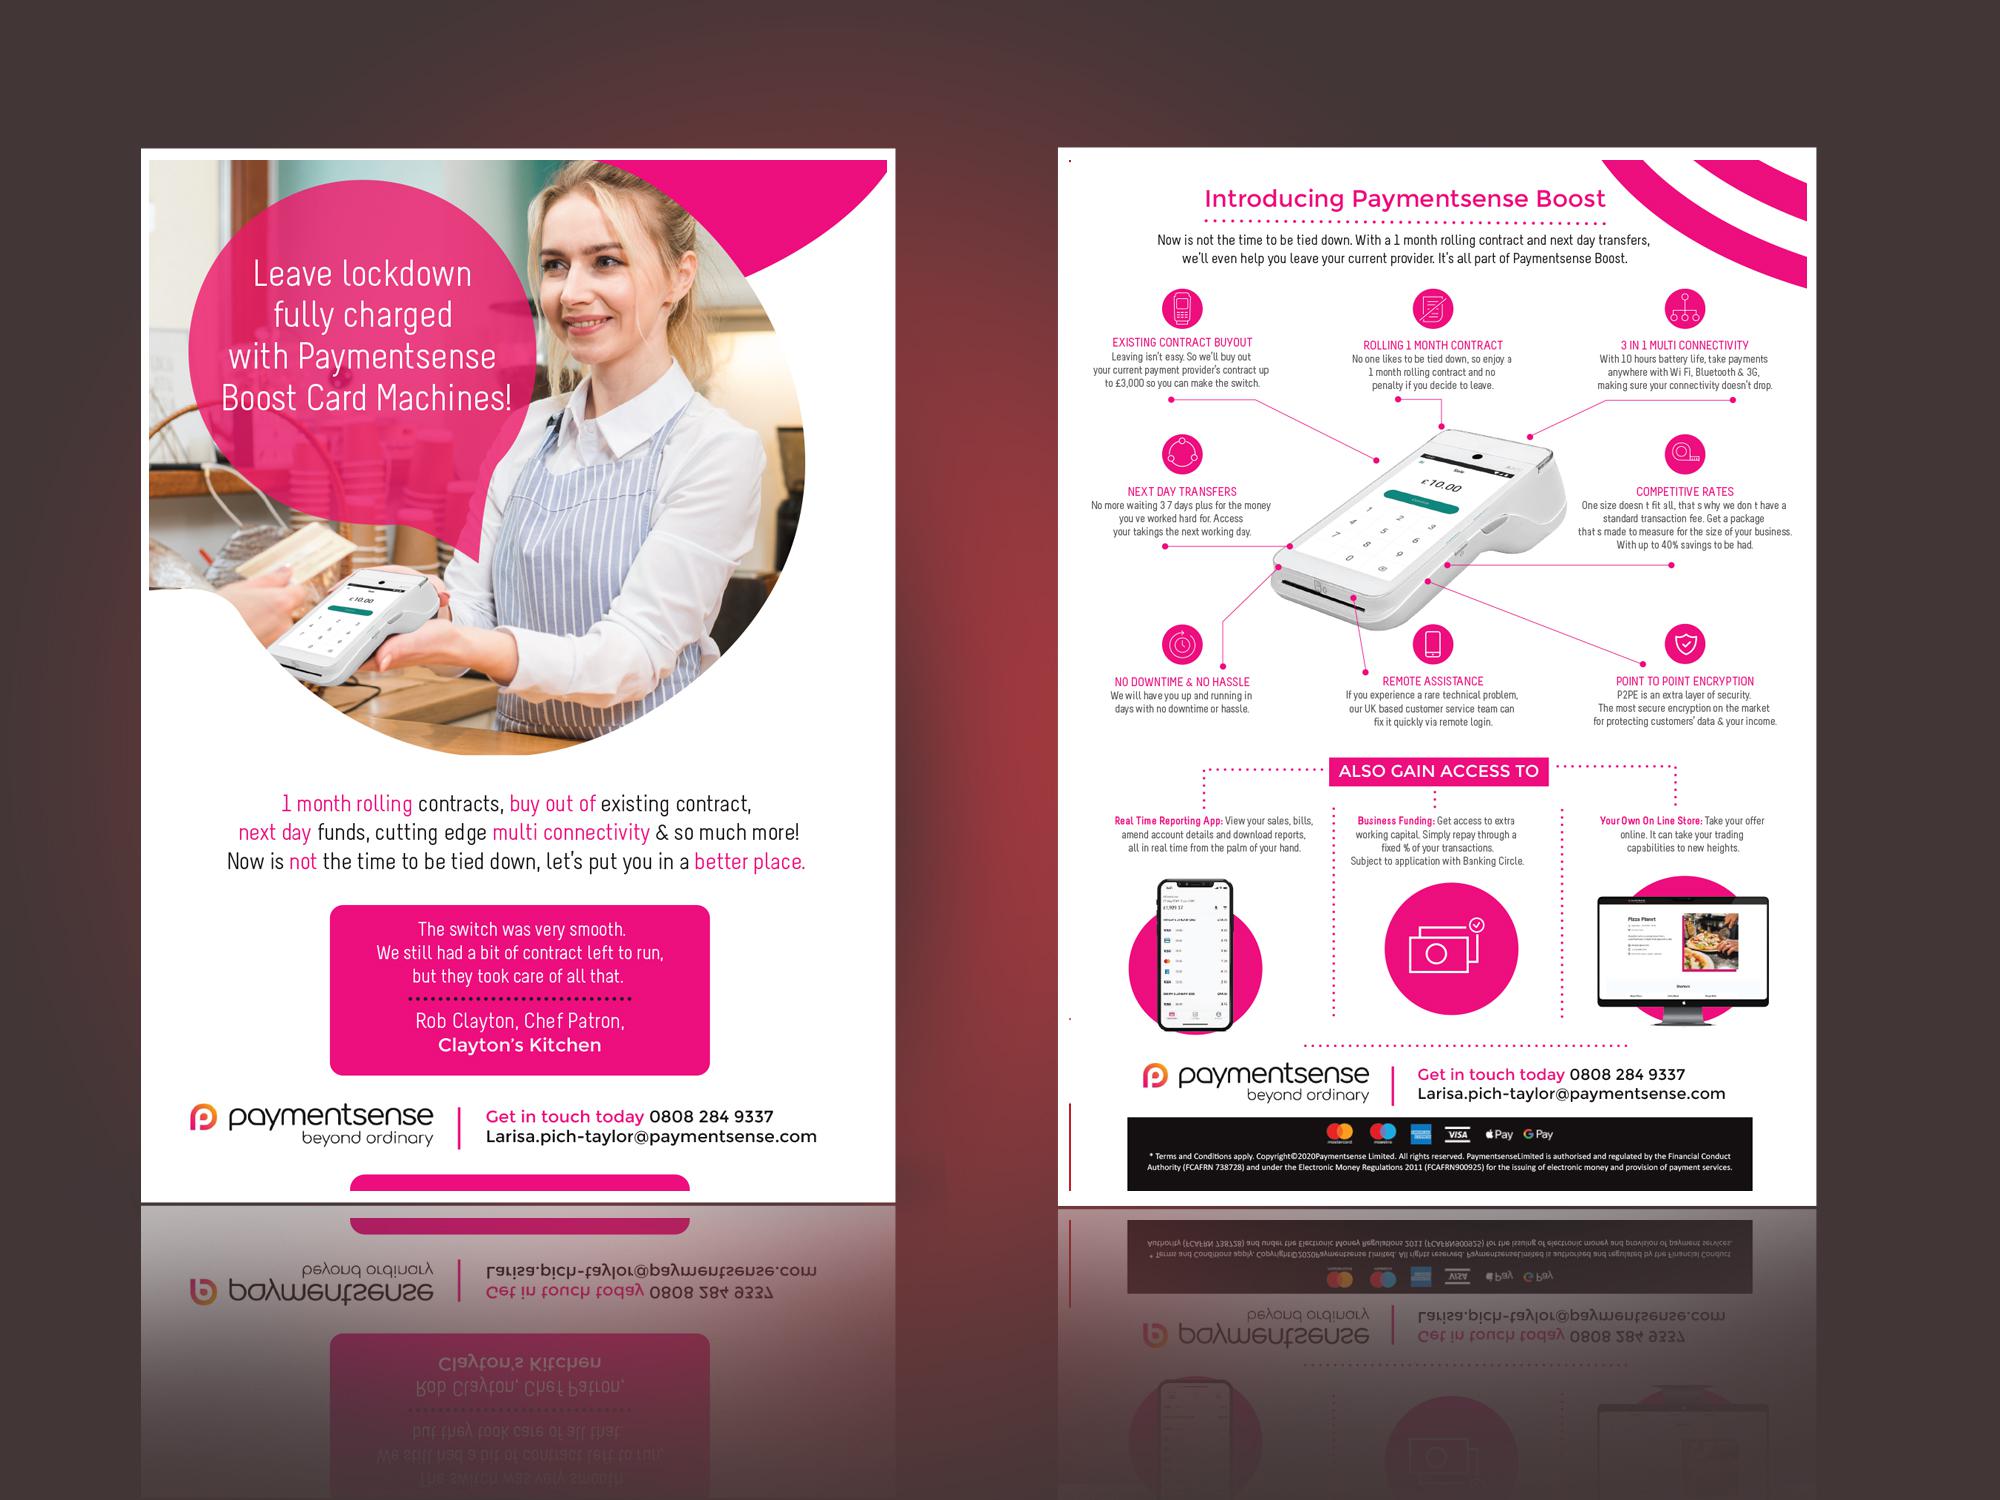 Leave lockdown
fully charged
with Paymentsense
Boost Card Machines!
£10.00
1 month rolling contracts, buy out of existing contract,
next day funds, cutting edge multi connectivity & so much more!
Now is not the time to be tied down, let's put you in a better place.
The switch was very smooth.
We still had a bit of contract left to run,
but they took care of all that.
Rob Clayton, Chef Patron,
Clayton's Kitchen
paymentsense
beyond ordinary
Get in touch today 0808 284 9337
Larisa.pich-taylor@paymentsense.com
Introducing Paymentsense Boost
Now is not the time to be tied down. With a 1 month rolling contract and next day transfers,
we'll even help you leave your current provider. It's all part of Paymentsense Boost.
EXISTING CONTRACT BUYOUT
Leaving isn't easy. So we'll buy out
your current payment provider's contract up
to £3,000 so you can make the switch.
ROLLING 1 MONTH CONTRACT
No one likes to be tied down, so enjoy a
1 month rolling contract and no
penalty if you decide to leave.
3 IN 1 MULTI CONNECTIVITY
With 10 hours battery life, take payments
anywhere with Wi Fi, Bluetooth & 3G,
making sure your connectivity doesn't drop.
NEXT DAY TRANSFERS
No more waiting 3 7 days plus for the money
you ve worked hard for. Access
your takings the next working day.
£10.00
1 2 3
4 5 6
7 8 9
0
COMPETITIVE RATES
One size doesn t fit all, that s why we don t have a
standard transaction fee. Get a package
that s made to measure for the size of your business.
With up to 40% savings to be had.
NO DOWNTIME & NO HASSLE
We will have you up and running in
days with no downtime or hassle.
REMOTE ASSISTANCE
If you experience a rare technical problem,
our UK based customer service team can
fix it quickly via remote login.
POINT TO POINT ENCRYPTION
P2PE is an extra layer of security.
The most secure encryption on the market
for protecting customers' data & your income.
ALSO GAIN ACCESS TO
Real Time Reporting App: View your sales, bills,
amend account details and download reports,
all in real time from the palm of your hand.
Business Funding: Get access to extra
working capital. Simply repay through a
fixed % of your transactions.
Subject to application with Banking Circle.
Your Own On Line Store: Take your offer
online. It can take your trading
capabilities to new heights.
Pizza Planet
paymentsense
beyond ordinary
Get in touch today 0808 284 9337
Larisa.pich-taylor@paymentsense.com
mastercard maestro VISA Pay G Pay
* Terms and Conditions apply. Copyright©2020Paymentsense Limited. All rights reserved. PaymentsenseLimited is authorised and regulated by the Financial Conduct
Authority (FCAFRN 738728) and under the Electronic Money Regulations 2011 (FCAFRN900925) for the issuing of electronic money and provision of payment services.